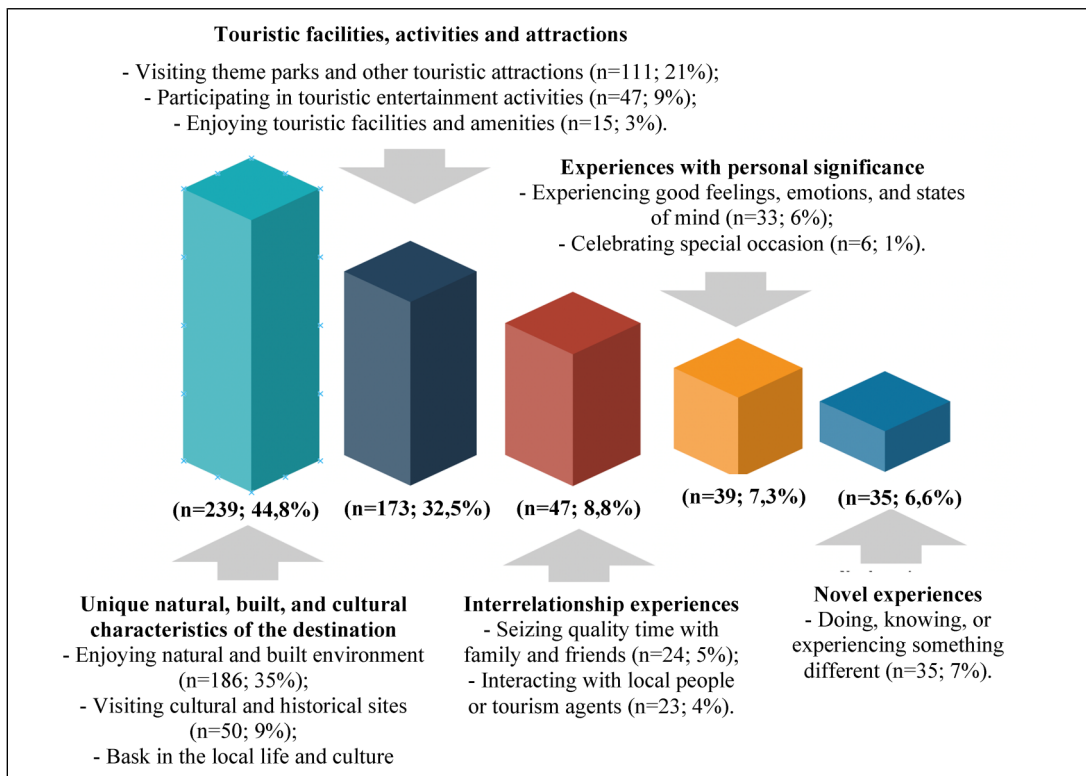 Touristic facilities, activities and attractions
- Visiting theme parks and other touristic attractions (n=111; 21%);
- Participating in touristic entertainment activities (n=47; 9%);
- Enjoying touristic facilities and amenities (n=15; 3%).
Experiences with personal significance
- Experiencing good feelings, emotions, and states
of mind (n=33; 6%);
- Celebrating special occasion (n=6; 1%).
(n=239; 44,8%)
(n=173; 32,5%)
(n=47; 8,8%)
(n=39; 7,3%)
(n=35; 6,6%)
Unique natural, built, and cultural
characteristics of the destination
- Enjoying natural and built environment
(n=186; 35%);
- Visiting cultural and historical sites
(n=50; 9%);
- Bask in the local life and culture
Interrelationship experiences
- Seizing quality time with
family and friends (n=24; 5%);
- Interacting with local people
or tourism agents (n=23; 4%).
Novel experiences
- Doing, knowing, or
experiencing something
different (n=35; 7%).